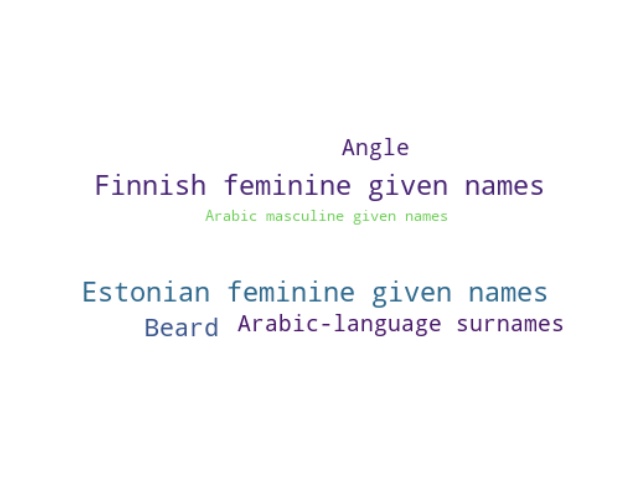 Angle
Finnish feminine given names
Arabic masculine given names
Estonian feminine given names
Beard
Arabic-language surnames